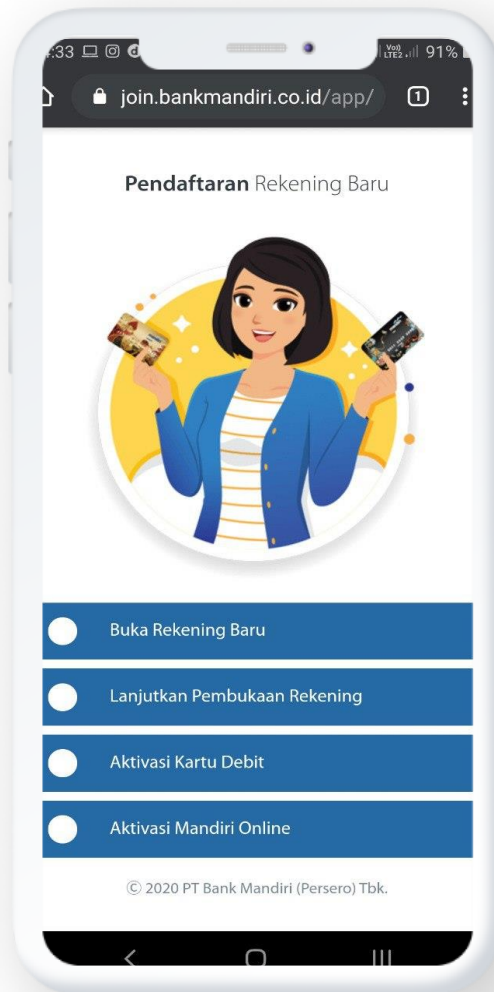 :33 91%
join.bankmandiri.co.id/app/ 1
Pendaftaran Rekening Baru
Buka Rekening Baru
Lanjutkan Pembukaan Rekening
Aktivasi Kartu Debit
Aktivasi Mandiri Online
© 2020 PT Bank Mandiri (Persero) Tbk.